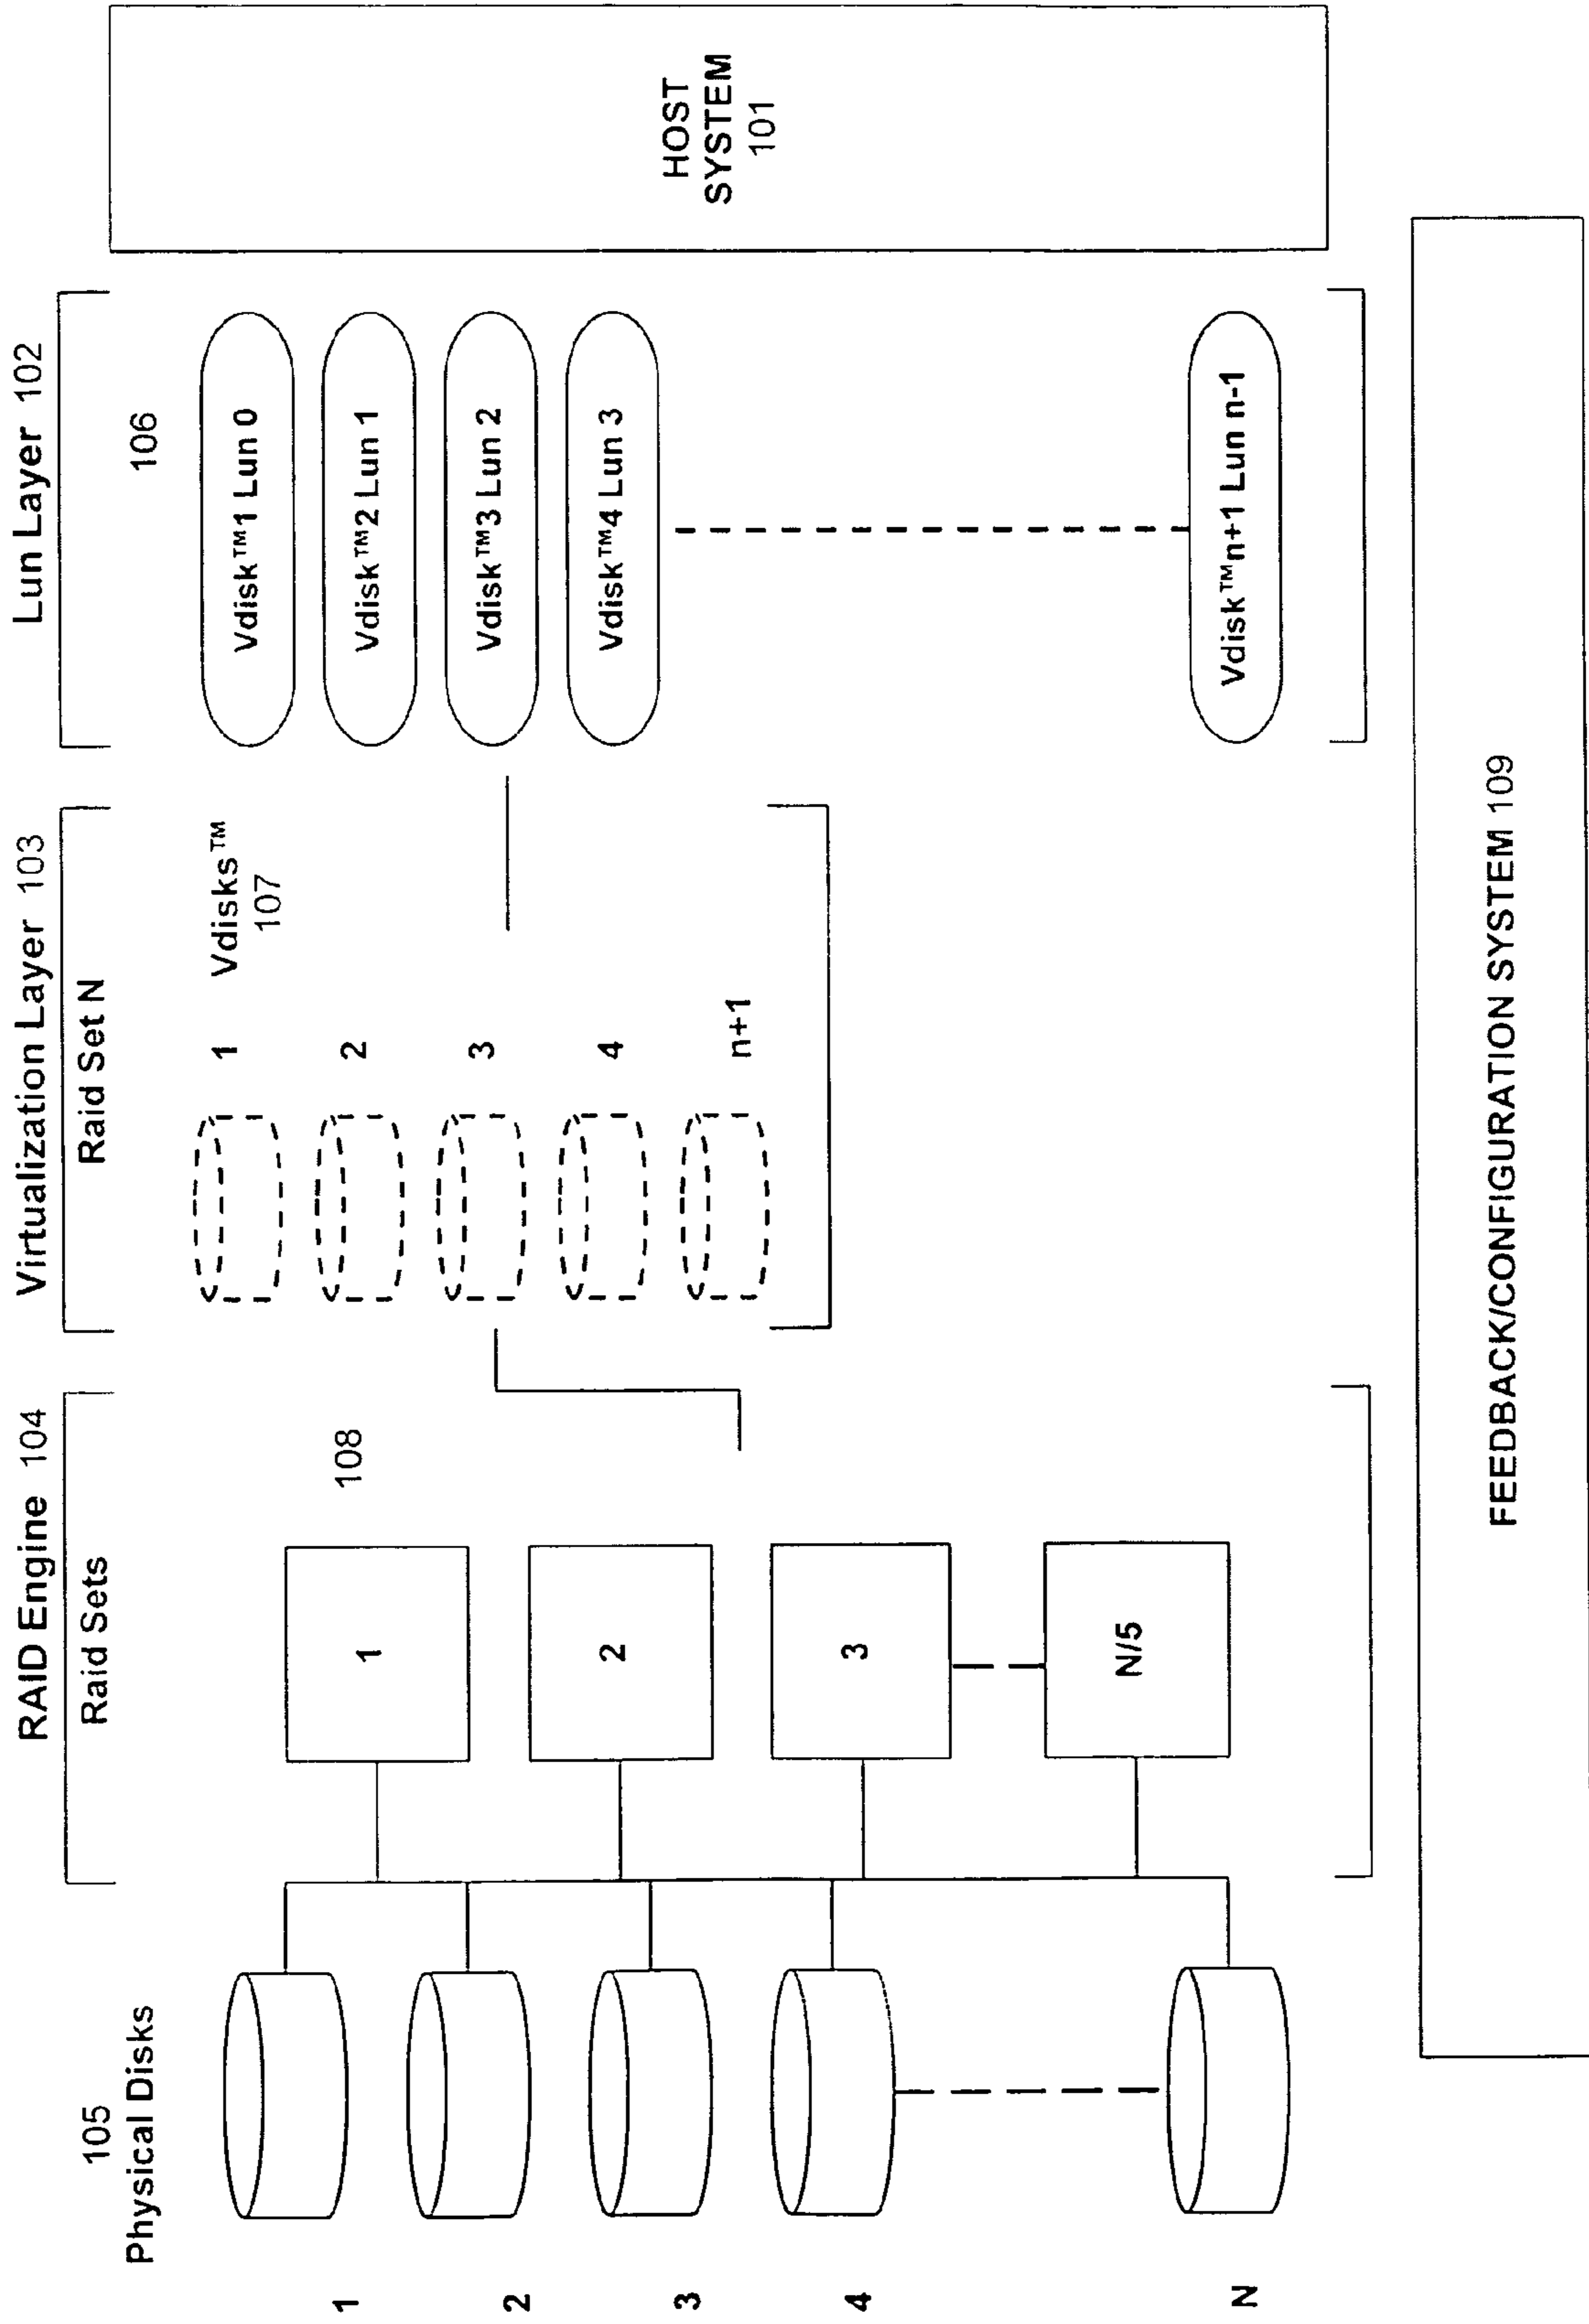 105
Physical Disks
1
2
3
4
N
RAID Engine 104
Raid Sets
108
1
2
3
N/5
Virtualization Layer 103
Raid Set N
1
2
3
4
n+1
Vdisks™
107
Lun Layer 102
106
Vdisk™1 Lun 0
Vdisk™2 Lun 1
Vdisk™3 Lun 2
Vdisk™4 Lun 3
Vdisk™n+1 Lun n-1
HOST
SYSTEM
101
FEEDBACK/CONFIGURATION SYSTEM 109